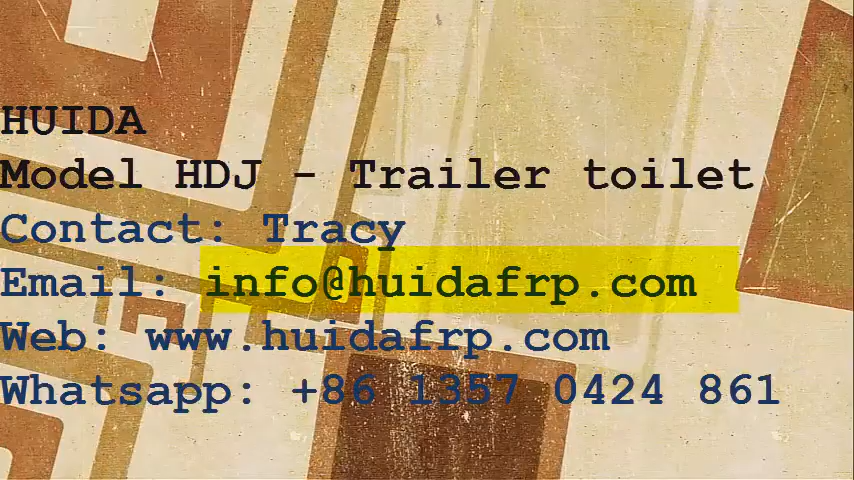 HUIDA
Model HDJ - Trailer toilet
Contact: Tracy
Email: info@huidafrp.com
Web: www.huidafrp.com
Whatsapp: +86 1357 0424 861